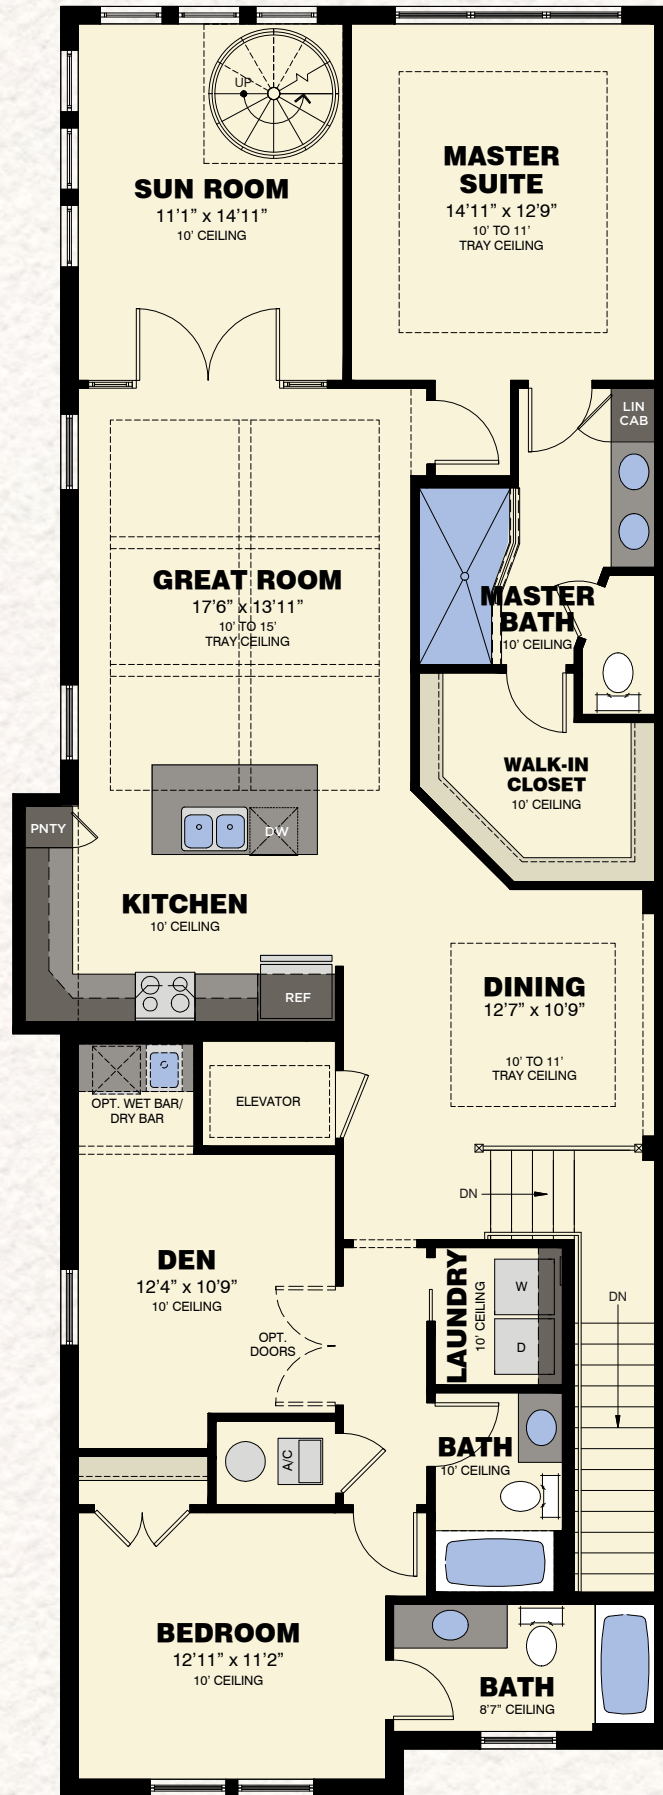 UP
SUN ROOM
11'1" x 14'11"
10' CEILING
MASTER
SUITE
14'11" x 12'9"
10' TO 11'
TRAY CEILING
LIN
CAB
GREAT ROOM
17'6" x 13'11"
10' TO 15'
TRAY CEILING
MASTER
BATH
10' CEILING
WALK-IN
CLOSET
10' CEILING
PNTY
DW
KITCHEN
10' CEILING
REF
DINING
12'7" x 10'9"
10' TO 11'
TRAY CEILING
OPT. WET BAR/
DRY BAR
ELEVATOR
DN
DEN
12'4" x 10'9"
10' CEILING
OPT.
DOORS
LAUNDRY
10' CEILING
W
D
DN
A/C
BATH
10' CEILING
BEDROOM
12'11" x 11'2"
10' CEILING
BATH
8'7" CEILING